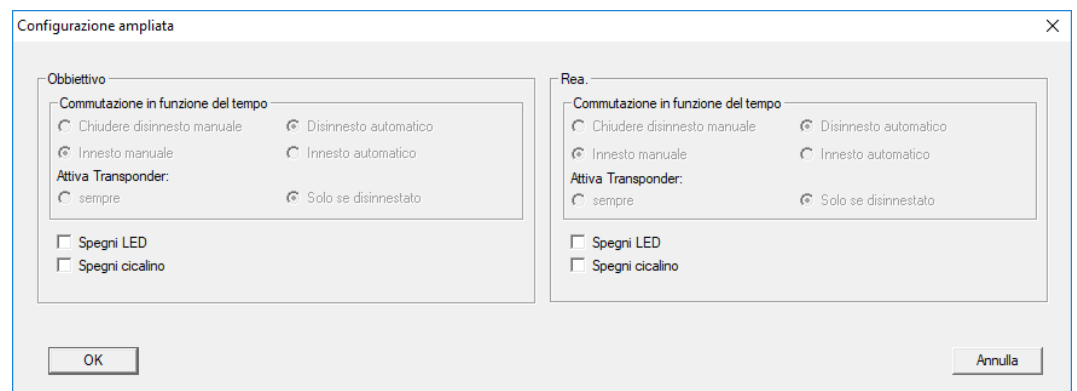 Configurazione ampliata
Obbiettivo
Commutazione in funzione del tempo
Chiudere disinnesto manuale Disinnesto automatico
Innesto manuale Innesto automatico
Attiva Transponder:
sempre Solo se disinnestato
Spegni LED
Spegni cicalino
Rea.
Commutazione in funzione del tempo
Chiudere disinnesto manuale Disinnesto automatico
Innesto manuale Innesto automatico
Attiva Transponder:
sempre Solo se disinnestato
Spegni LED
Spegni cicalino
OK Annulla